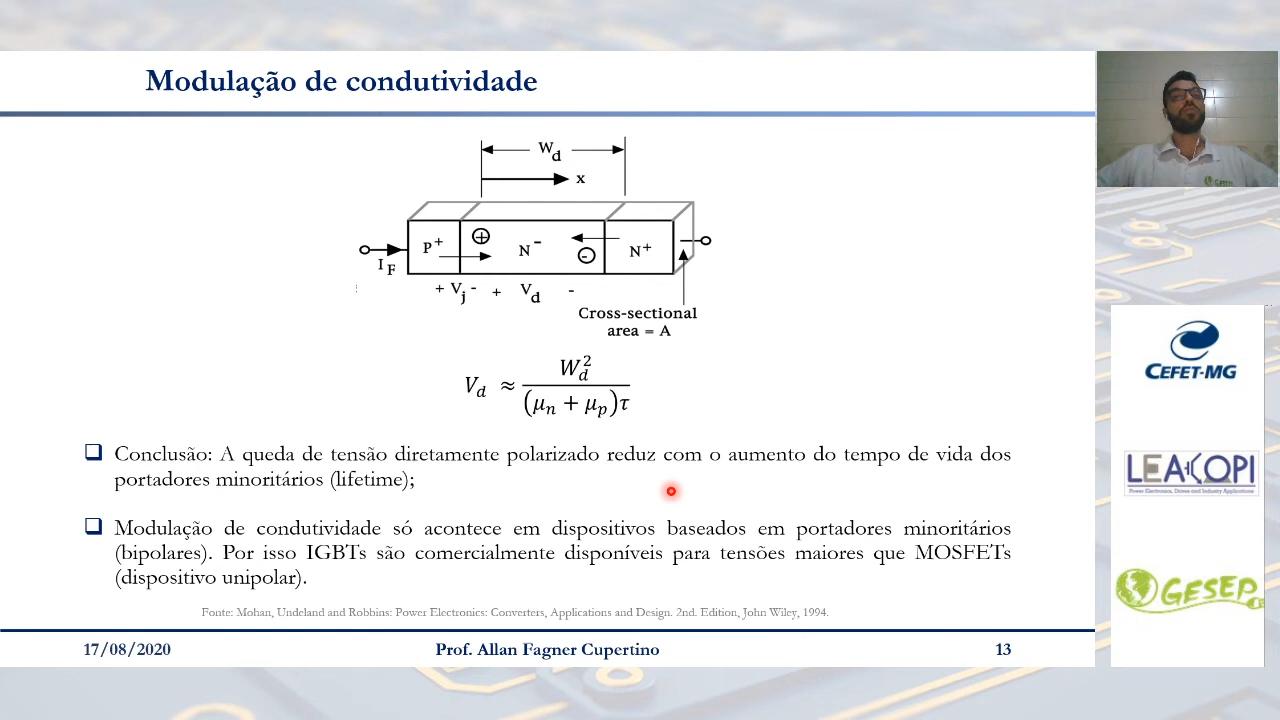 Modulação de condutividade
W_d
x
P⁺
N⁻
N⁺
I_F
+ V_j - + V_d -
Cross-sectional
area = A
V_d ≈ W_d² / (μ_n + μ_p)τ
❑ Conclusão: A queda de tensão diretamente polarizado reduz com o aumento do tempo de vida dos
portadores minoritários (lifetime);
❑ Modulação de condutividade só acontece em dispositivos baseados em portadores minoritários
(bipolares). Por isso IGBTs são comercialmente disponíveis para tensões maiores que MOSFETs
(dispositivo unipolar).
Fonte: Mohan, Undeland and Robbins: Power Electronics: Converters, Applications and Design. 2nd. Edition, John Wiley, 1994.
17/08/2020
Prof. Allan Fagner Cupertino
13
CEFET-MG
LEACOPI
Power Electronics, Drives and Industry Applications
GESEP